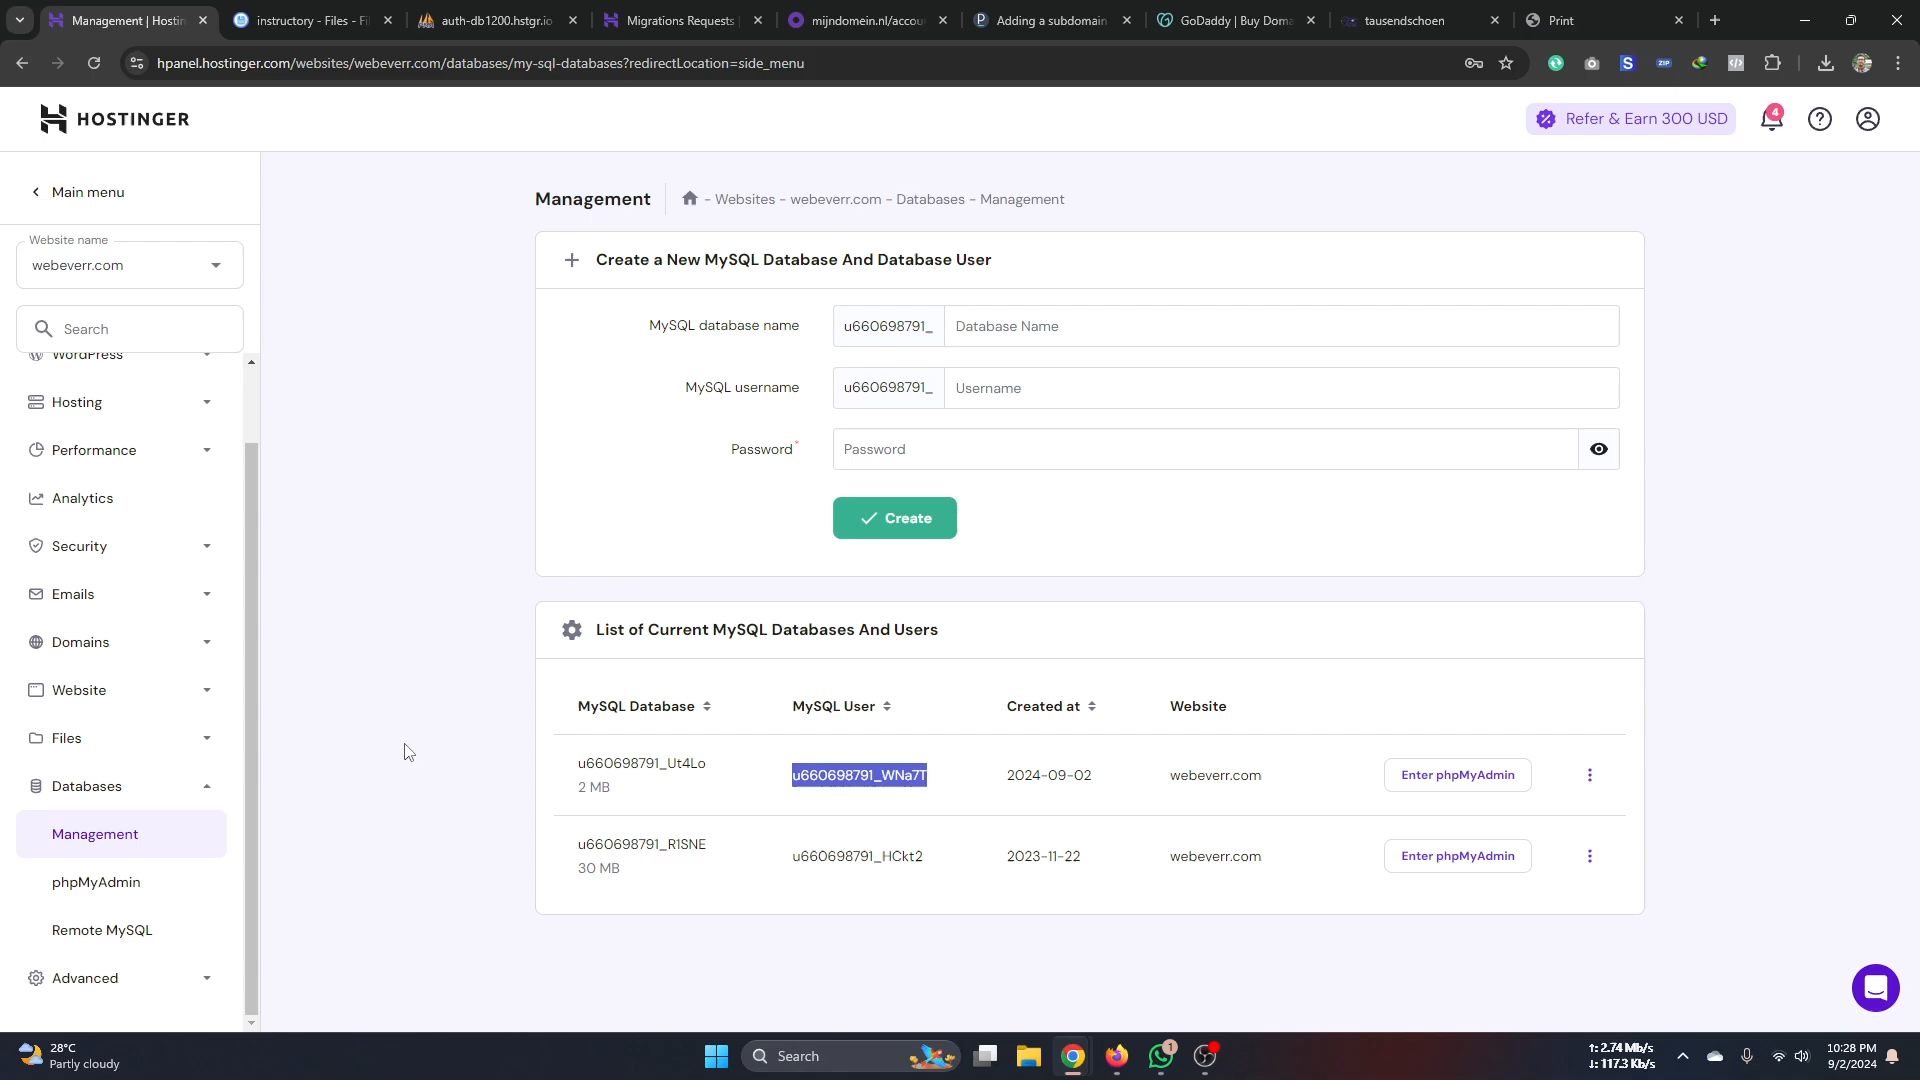 Management | Hostin
instructory - Files - Fi
auth-db1200.hstgr.io
Migrations Requests
mijndomein.nl/accou
Adding a subdomain
GoDaddy | Buy Doma
tausendschoen
Print
hpanel.hostinger.com/websites/webeverr.com/databases/my-sql-databases?redirectLocation=side_menu
HOSTINGER
Refer & Earn 300 USD
4
Main menu
Website name
webeverr.com
Search
WordPress
Hosting
Performance
Analytics
Security
Emails
Domains
Website
Files
Databases
Management
phpMyAdmin
Remote MySQL
Advanced
Management
- Websites - webeverr.com - Databases - Management
Create a New MySQL Database And Database User
MySQL database name
u660698791_
Database Name
MySQL username
u660698791_
Username
Password*
Password
Create
List of Current MySQL Databases And Users
MySQL Database
MySQL User
Created at
Website
u660698791_Ut4Lo
2 MB
u660698791_WNa7T
2024-09-02
webeverr.com
Enter phpMyAdmin
u660698791_R1SNE
30 MB
u660698791_HCkt2
2023-11-22
webeverr.com
Enter phpMyAdmin
28°C
Partly cloudy
Search
1
↑: 2.74 Mb/s
↓: 117.3 Kb/s
10:28 PM
9/2/2024